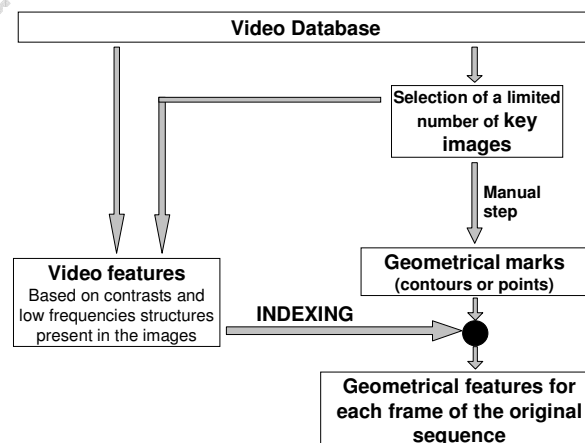 Video Database
Selection of a limited
number of key
images
Manual
step
Video features
Based on contrasts and
low frequencies structures
present in the images
Geometrical marks
(contours or points)
INDEXING
Geometrical features for
each frame of the original
sequence